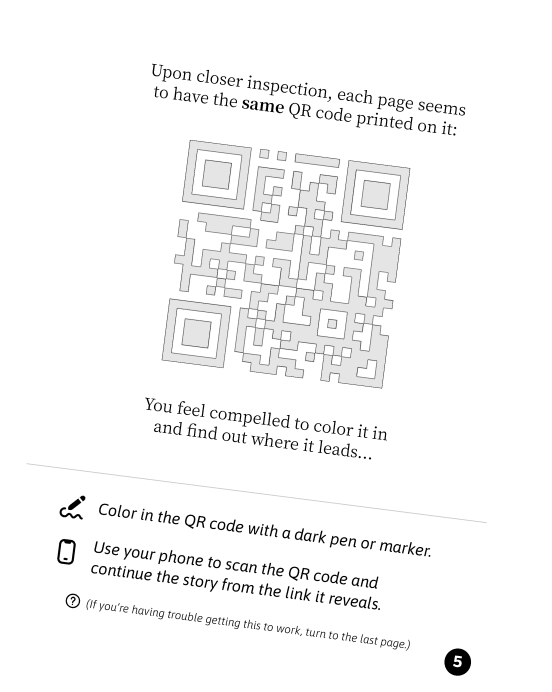 Upon closer inspection, each page seems
to have the same QR code printed on it:
You feel compelled to color it in
and find out where it leads...
Color in the QR code with a dark pen or marker.
Use your phone to scan the QR code and
continue the story from the link it reveals.
(If you're having trouble getting this to work, turn to the last page.)
5